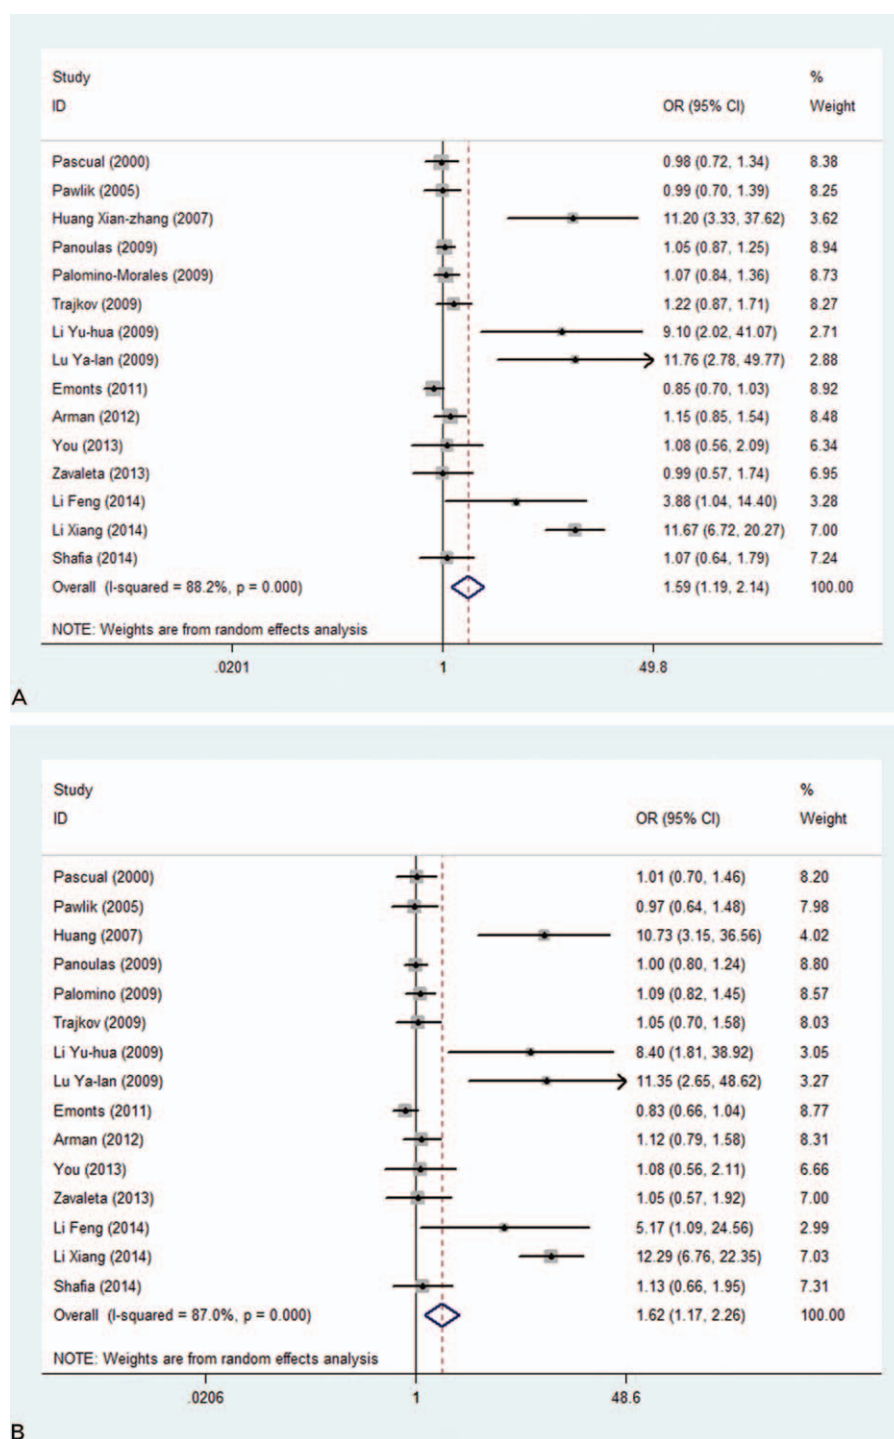 Study %
ID OR (95% CI) Weight
Pascual (2000) 0.98 (0.72, 1.34) 8.38
Pawlik (2005) 0.99 (0.70, 1.39) 8.25
Huang Xian-zhang (2007) 11.20 (3.33, 37.62) 3.62
Panoulas (2009) 1.05 (0.87, 1.25) 8.94
Palomino-Morales (2009) 1.07 (0.84, 1.36) 8.73
Trajkov (2009) 1.22 (0.87, 1.71) 8.27
Li Yu-hua (2009) 9.10 (2.02, 41.07) 2.71
Lu Ya-lan (2009) 11.76 (2.78, 49.77) 2.88
Emonts (2011) 0.85 (0.70, 1.03) 8.92
Arman (2012) 1.15 (0.85, 1.54) 8.48
You (2013) 1.08 (0.56, 2.09) 6.34
Zavaleta (2013) 0.99 (0.57, 1.74) 6.95
Li Feng (2014) 3.88 (1.04, 14.40) 3.28
Li Xiang (2014) 11.67 (6.72, 20.27) 7.00
Shafia (2014) 1.07 (0.64, 1.79) 7.24
Overall (I-squared = 88.2%, p = 0.000) 1.59 (1.19, 2.14) 100.00
NOTE: Weights are from random effects analysis
.0201 1 49.8
A
Study %
ID OR (95% CI) Weight
Pascual (2000) 1.01 (0.70, 1.46) 8.20
Pawlik (2005) 0.97 (0.64, 1.48) 7.98
Huang (2007) 10.73 (3.15, 36.56) 4.02
Panoulas (2009) 1.00 (0.80, 1.24) 8.80
Palomino (2009) 1.09 (0.82, 1.45) 8.57
Trajkov (2009) 1.05 (0.70, 1.58) 8.03
Li Yu-hua (2009) 8.40 (1.81, 38.92) 3.05
Lu Ya-lan (2009) 11.35 (2.65, 48.62) 3.27
Emonts (2011) 0.83 (0.66, 1.04) 8.77
Arman (2012) 1.12 (0.79, 1.58) 8.31
You (2013) 1.08 (0.56, 2.11) 6.66
Zavaleta (2013) 1.05 (0.57, 1.92) 7.00
Li Feng (2014) 5.17 (1.09, 24.56) 2.99
Li Xiang (2014) 12.29 (6.76, 22.35) 7.03
Shafia (2014) 1.13 (0.66, 1.95) 7.31
Overall (I-squared = 87.0%, p = 0.000) 1.62 (1.17, 2.26) 100.00
NOTE: Weights are from random effects analysis
.0206 1 48.6
B